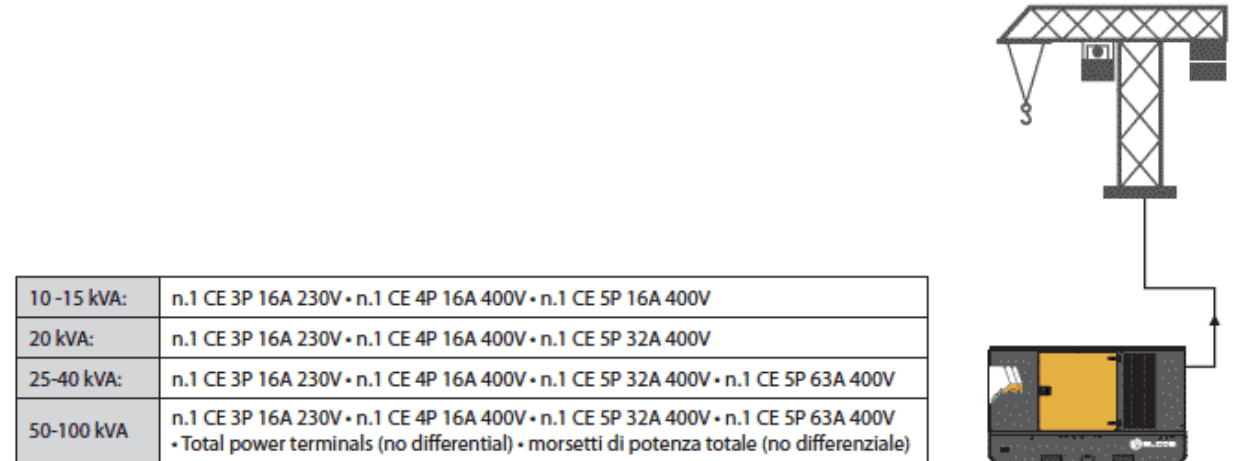 10 -15 kVA: n.1 CE 3P 16A 230V • n.1 CE 4P 16A 400V • n.1 CE 5P 16A 400V
20 kVA: n.1 CE 3P 16A 230V • n.1 CE 4P 16A 400V • n.1 CE 5P 32A 400V
25-40 kVA: n.1 CE 3P 16A 230V • n.1 CE 4P 16A 400V • n.1 CE 5P 32A 400V • n.1 CE 5P 63A 400V
50-100 kVA n.1 CE 3P 16A 230V • n.1 CE 4P 16A 400V • n.1 CE 5P 32A 400V • n.1 CE 5P 63A 400V
• Total power terminals (no differential) • morsetti di potenza totale (no differenziale)